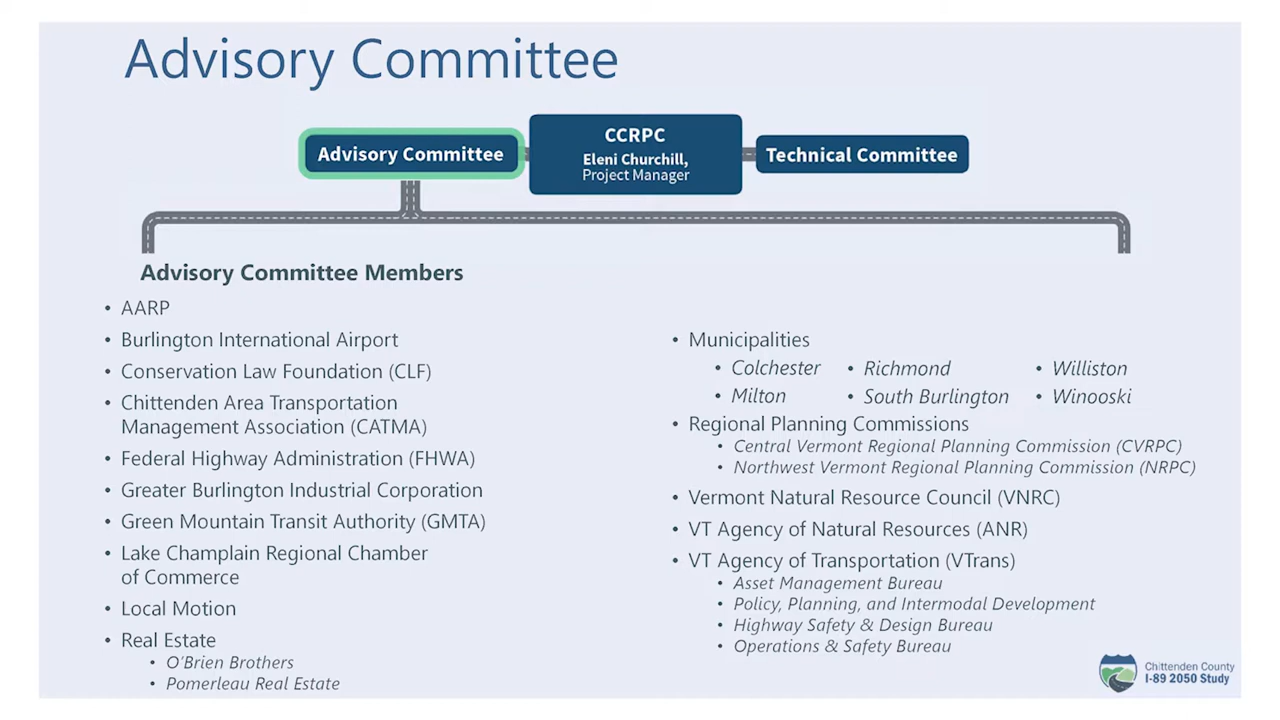 Advisory Committee
Advisory Committee
CCRPC
Eleni Churchill,
Project Manager
Technical Committee
Advisory Committee Members
• AARP
• Burlington International Airport
• Conservation Law Foundation (CLF)
• Chittenden Area Transportation
Management Association (CATMA)
• Federal Highway Administration (FHWA)
• Greater Burlington Industrial Corporation
• Green Mountain Transit Authority (GMTA)
• Lake Champlain Regional Chamber
of Commerce
• Local Motion
• Real Estate
• O'Brien Brothers
• Pomerleau Real Estate
• Municipalities
• Colchester • Richmond • Williston
• Milton • South Burlington • Winooski
• Regional Planning Commissions
• Central Vermont Regional Planning Commission (CVRPC)
• Northwest Vermont Regional Planning Commission (NRPC)
• Vermont Natural Resource Council (VNRC)
• VT Agency of Natural Resources (ANR)
• VT Agency of Transportation (VTrans)
• Asset Management Bureau
• Policy, Planning, and Intermodal Development
• Highway Safety & Design Bureau
• Operations & Safety Bureau
Chittenden County
I-89 2050 Study